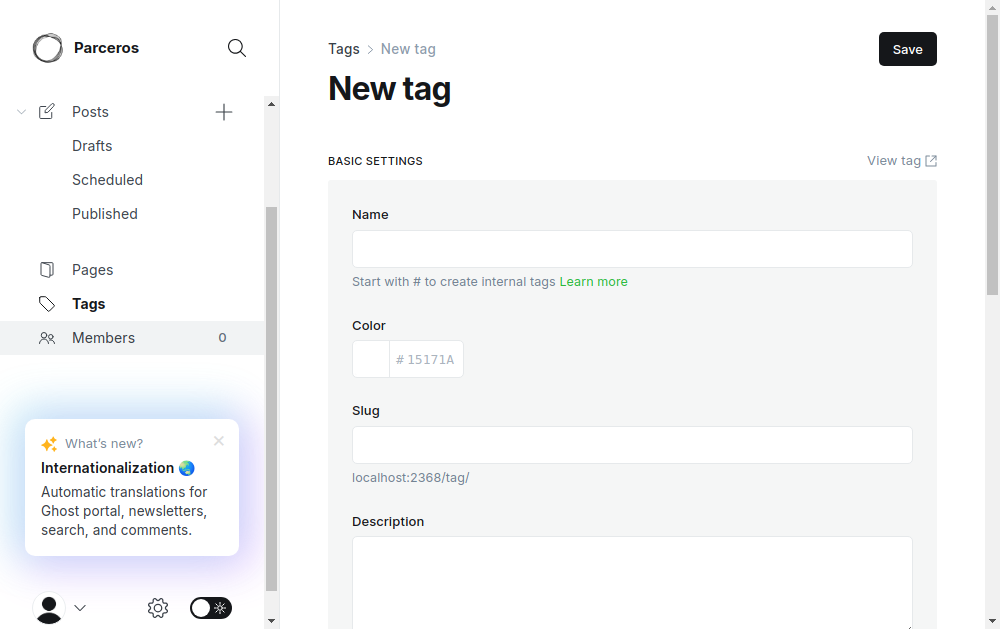 Parceros
Posts
Drafts
Scheduled
Published
Pages
Tags
Members 0
What's new?
Internationalization
Automatic translations for
Ghost portal, newsletters,
search, and comments.
Tags > New tag
Save
New tag
BASIC SETTINGS
View tag
Name
Start with # to create internal tags Learn more
Color
# 15171A
Slug
localhost:2368/tag/
Description